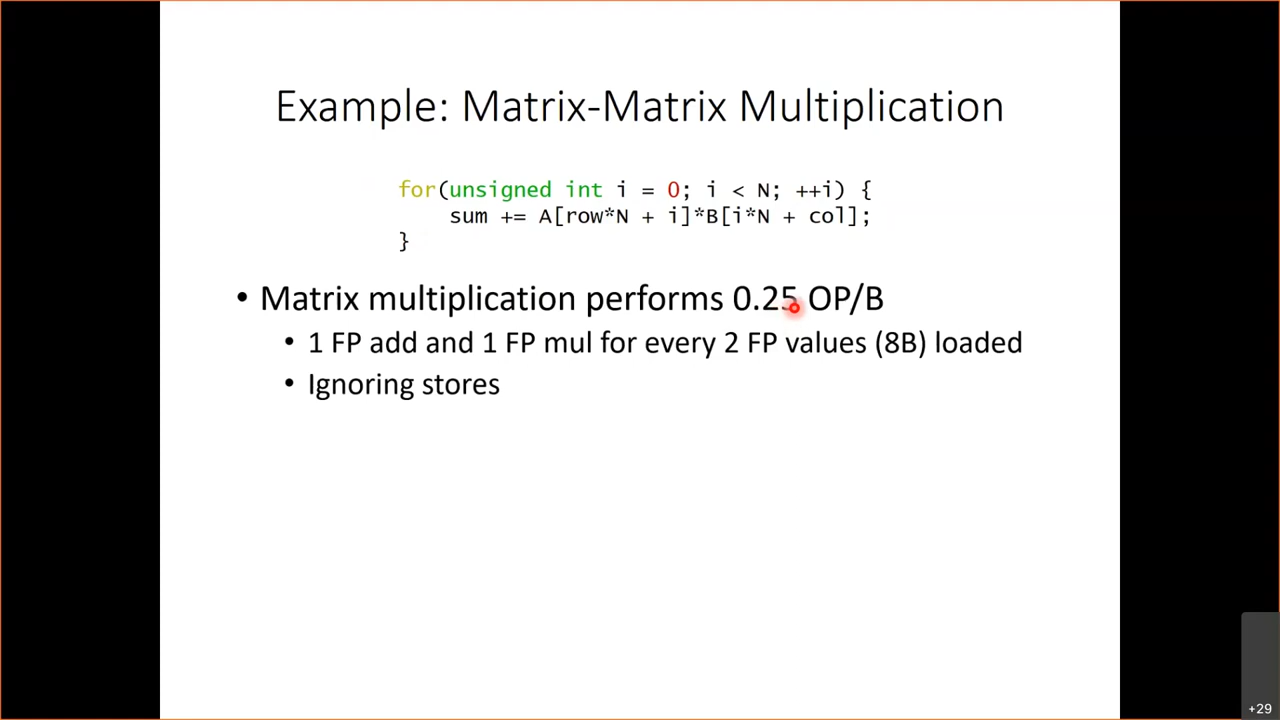 Example: Matrix-Matrix Multiplication
for(unsigned int i = 0; i < N; ++i) {
    sum += A[row*N + i]*B[i*N + col];
}
• Matrix multiplication performs 0.25 OP/B
• 1 FP add and 1 FP mul for every 2 FP values (8B) loaded
• Ignoring stores
+29